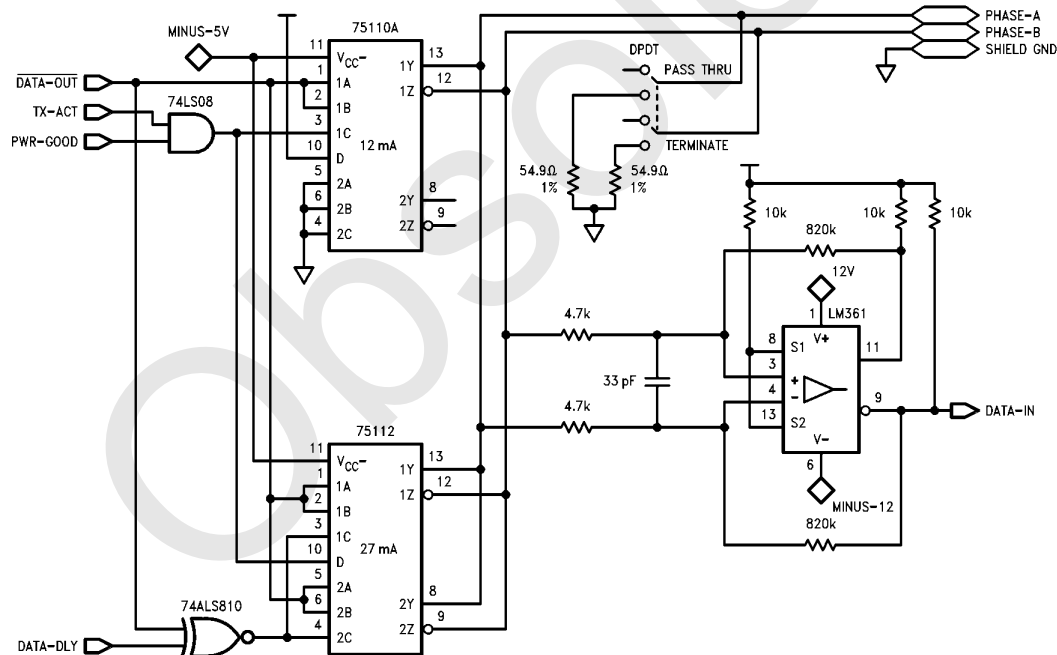 75110A
MINUS-5V
PHASE-A
PHASE-B
SHIELD GND
DPDT
PASS THRU
TERMINATE
54.9Ω 1%
54.9Ω 1%
DATA-OUT
TX-ACT
PWR-GOOD
74LS08
11 VCC-
1 1A
2 1B
3 1C
10 D
12 mA
5 2A
6 2B
4 2C
1Y 13
1Z 12
2Y 8
2Z 9
10k
10k
10k
820k
12V
1 LM361
V+
8 S1
3 +
4 -
13 S2
V-
11
9
6
DATA-IN
MINUS-12
820k
4.7k
33 pF
4.7k
75112
11 VCC-
1 1A
2 1B
3 1C
10 D
27 mA
5 2A
6 2B
4 2C
1Y 13
1Z 12
2Y 8
2Z 9
74ALS810
DATA-DLY
Obsol